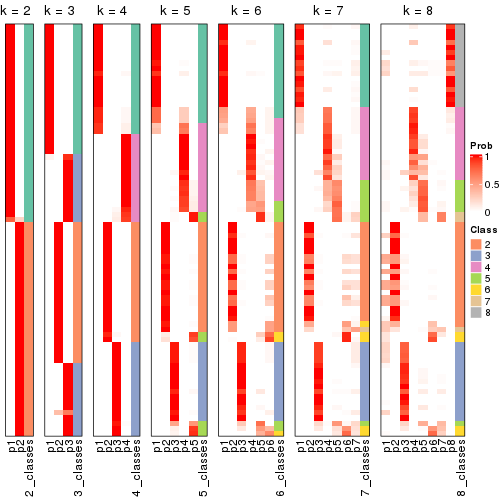 k = 2 k = 3 k = 4 k = 5 k = 6 k = 7 k = 8
Prob
1
0.5
0
Class
2
3
4
5
6
7
8
p1 p2 2_classes
p1 p2 p3 3_classes
p1 p2 p3 p4 4_classes
p1 p2 p3 p4 p5 5_classes
p1 p2 p3 p4 p5 p6 6_classes
p1 p2 p3 p4 p5 p6 p7 7_classes
p1 p2 p3 p4 p5 p6 p7 p8 8_classes